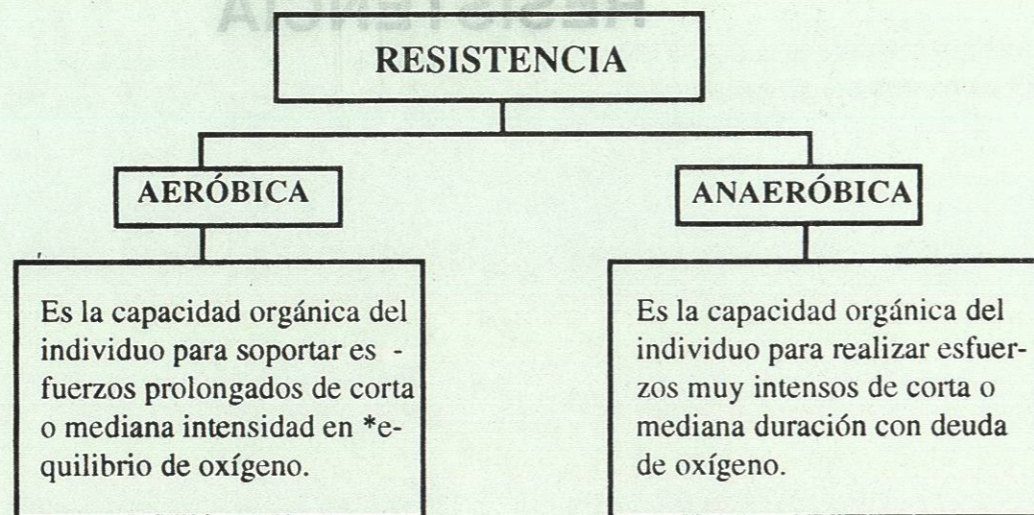 RESISTENCIA
RESISTENCIA
AERÓBICA
ANAERÓBICA
Es la capacidad orgánica del
individuo para soportar es -
fuerzos prolongados de corta
o mediana intensidad en *e-
quilibrio de oxígeno.
Es la capacidad orgánica del
individuo para realizar esfuer-
zos muy intensos de corta o
mediana duración con deuda
de oxígeno.